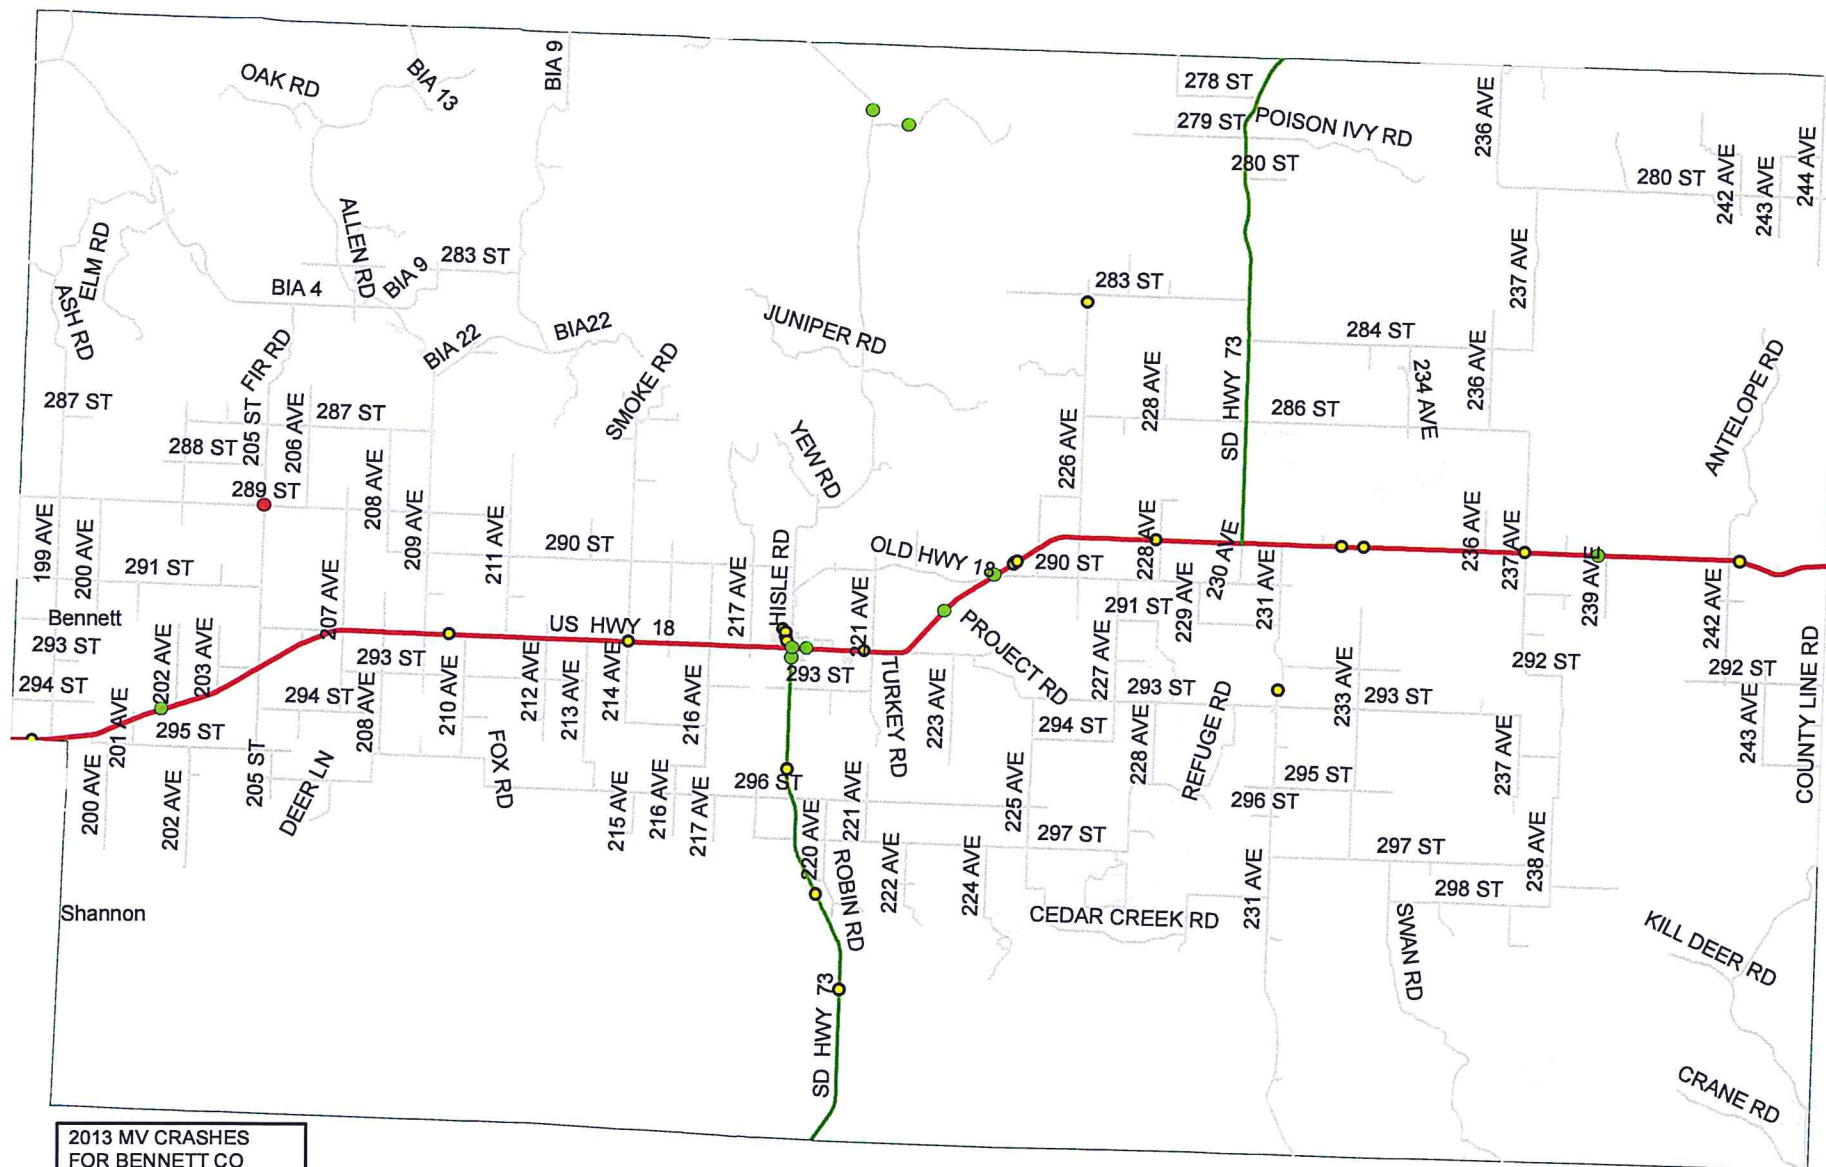 BIA 9
OAK RD
BIA 13
278 ST
279 ST
POISON IVY RD
280 ST
236 AVE
280 ST
242 AVE
243 AVE
244 AVE
ELM RD
ALLEN RD
283 ST
BIA 9
BIA 4
ASH RD
283 ST
237 AVE
JUNIPER RD
BIA22
BIA 22
FIR RD
SMOKE RD
284 ST
SD HWY 73
228 AVE
234 AVE
236 AVE
ANTELOPE RD
287 ST
205 ST
206 AVE
287 ST
286 ST
288 ST
289 ST
208 AVE
YEW RD
226 AVE
199 AVE
200 AVE
209 AVE
211 AVE
290 ST
291 ST
217 AVE
HISLE RD
OLD HWY 18
290 ST
228 AVE
230 AVE
231 AVE
236 AVE
237 AVE
239 AVE
242 AVE
207 AVE
221 AVE
291 ST
229 AVE
Bennett
US HWY 18
PROJECT RD
293 ST
202 AVE
203 AVE
293 ST
210 AVE
212 AVE
213 AVE
214 AVE
216 AVE
293 ST
TURKEY RD
223 AVE
227 AVE
293 ST
REFUGE RD
233 AVE
293 ST
292 ST
292 ST
243 AVE
COUNTY LINE RD
294 ST
201 AVE
294 ST
208 AVE
294 ST
228 AVE
237 AVE
295 ST
205 ST
DEER LN
FOX RD
200 AVE
202 AVE
215 AVE
216 AVE
217 AVE
296 ST
220 AVE
221 AVE
225 AVE
295 ST
296 ST
297 ST
297 ST
238 AVE
ROBIN RD
222 AVE
224 AVE
231 AVE
298 ST
Shannon
CEDAR CREEK RD
SWAN RD
KILL DEER RD
SD HWY 73
CRANE RD
2013 MV CRASHES
FOR BENNETT CO